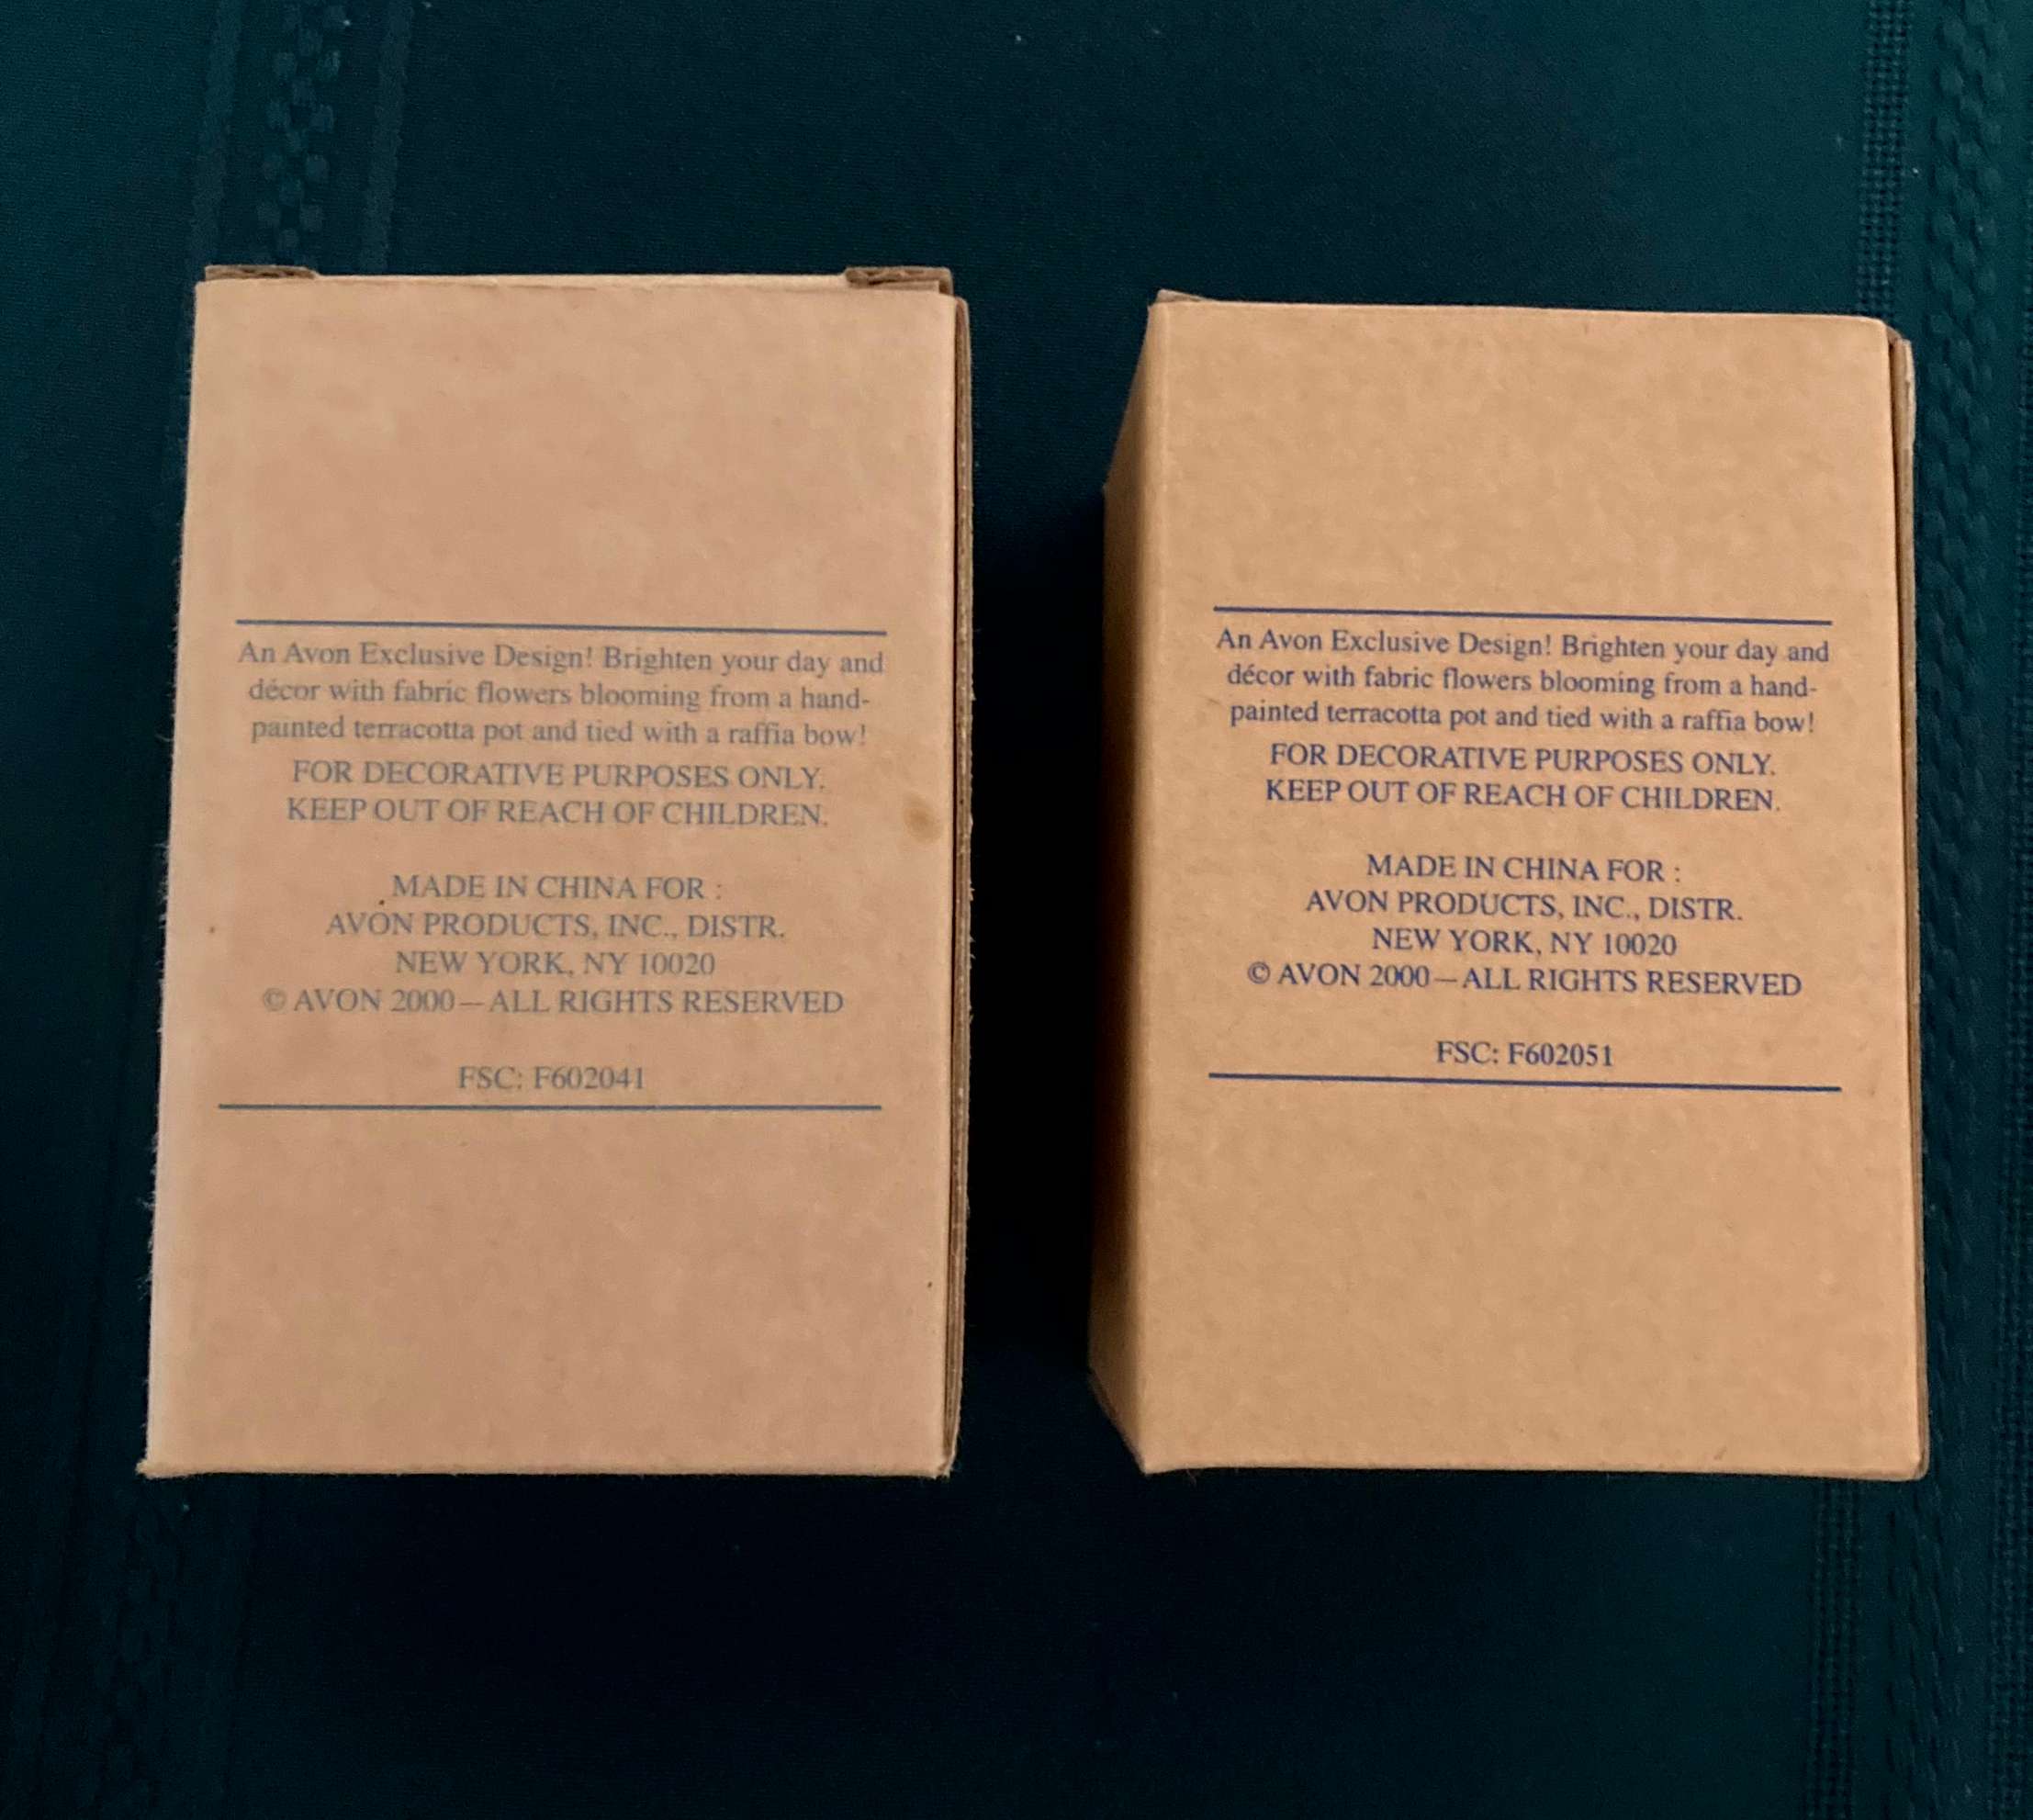 An Avon Exclusive Design! Brighten your day and
décor with fabric flowers blooming from a hand-
painted terracotta pot and tied with a raffia bow!
FOR DECORATIVE PURPOSES ONLY.
KEEP OUT OF REACH OF CHILDREN.
MADE IN CHINA FOR :
AVON PRODUCTS, INC., DISTR.
NEW YORK, NY 10020
© AVON 2000—ALL RIGHTS RESERVED
FSC: F602041
An Avon Exclusive Design! Brighten your day and
décor with fabric flowers blooming from a hand-
painted terracotta pot and tied with a raffia bow!
FOR DECORATIVE PURPOSES ONLY.
KEEP OUT OF REACH OF CHILDREN.
MADE IN CHINA FOR :
AVON PRODUCTS, INC., DISTR.
NEW YORK, NY 10020
© AVON 2000—ALL RIGHTS RESERVED
FSC: F602051